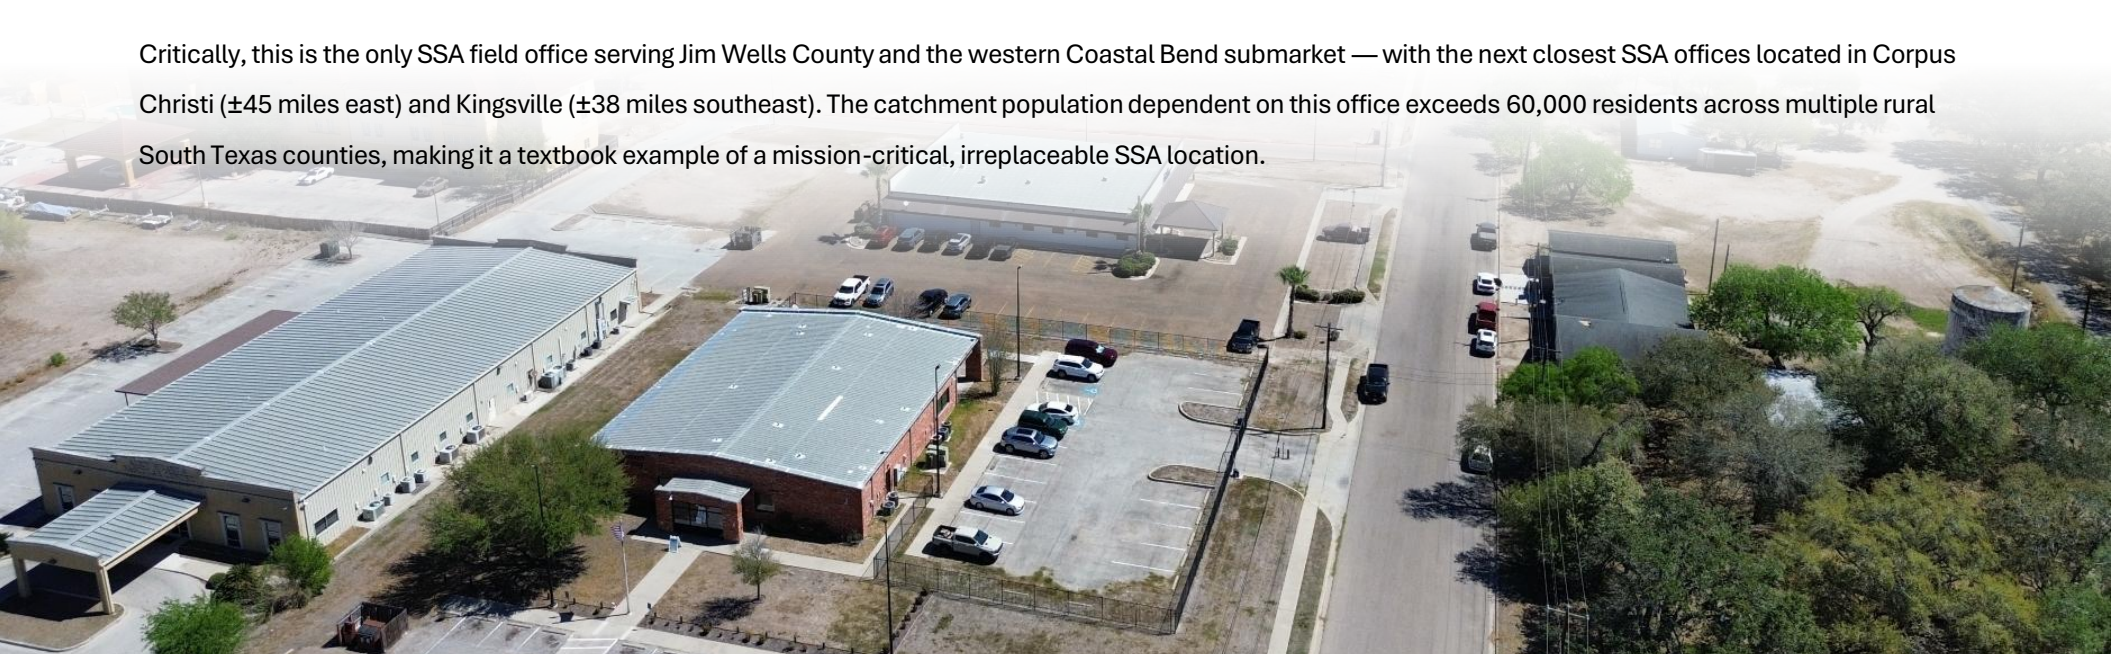 Critically, this is the only SSA field office serving Jim Wells County and the western Coastal Bend submarket — with the next closest SSA offices located in Corpus
Christi (±45 miles east) and Kingsville (±38 miles southeast). The catchment population dependent on this office exceeds 60,000 residents across multiple rural
South Texas counties, making it a textbook example of a mission-critical, irreplaceable SSA location.